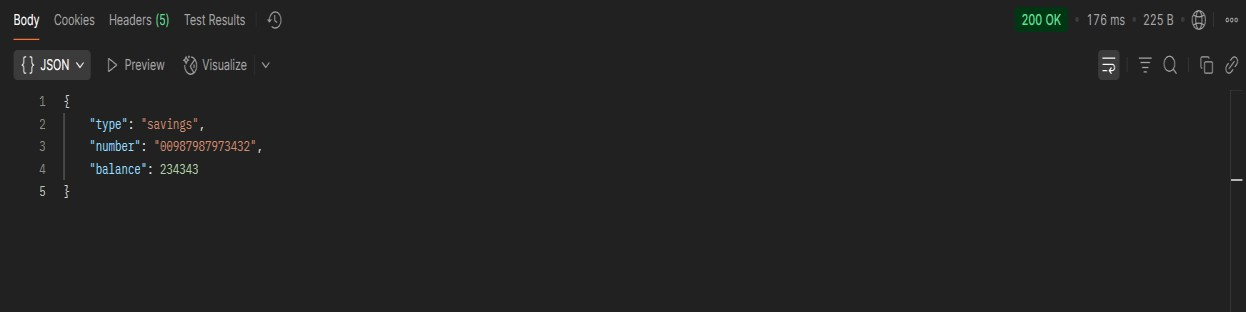 Body Cookies Headers (5) Test Results 200 OK • 176 ms • 225 B •
{} JSON Preview Visualize
1 {
2 "type": "savings",
3 "number": "00987987973432",
4 "balance": 234343
5 }